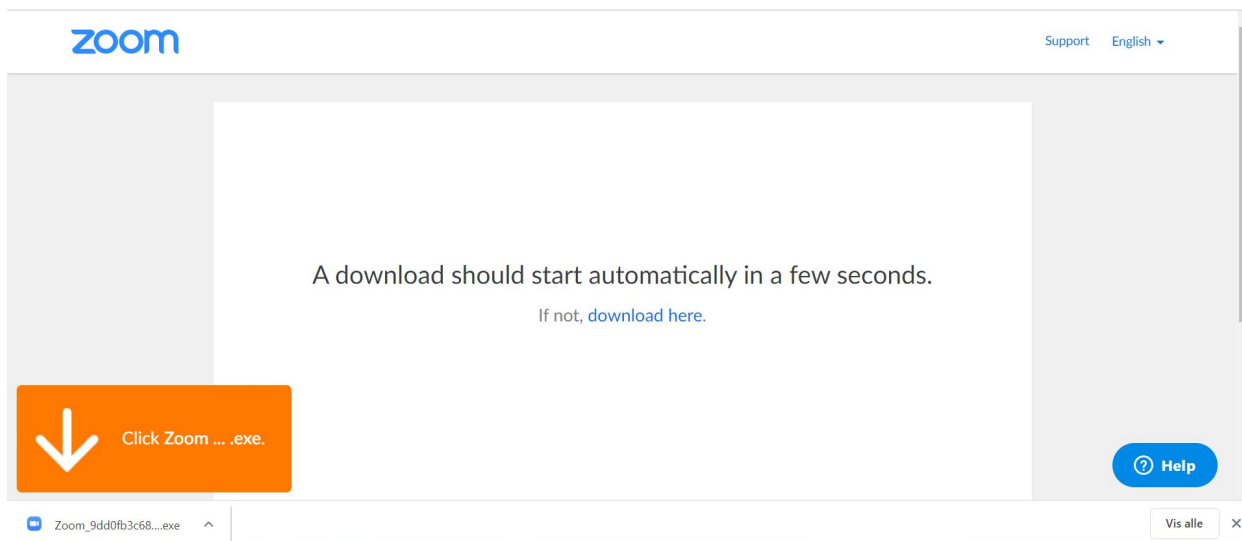 zoom
Support English
A download should start automatically in a few seconds.
If not, download here.
Click Zoom ... .exe.
? Help
Zoom_9dd0fb3c68....exe
Vis alle